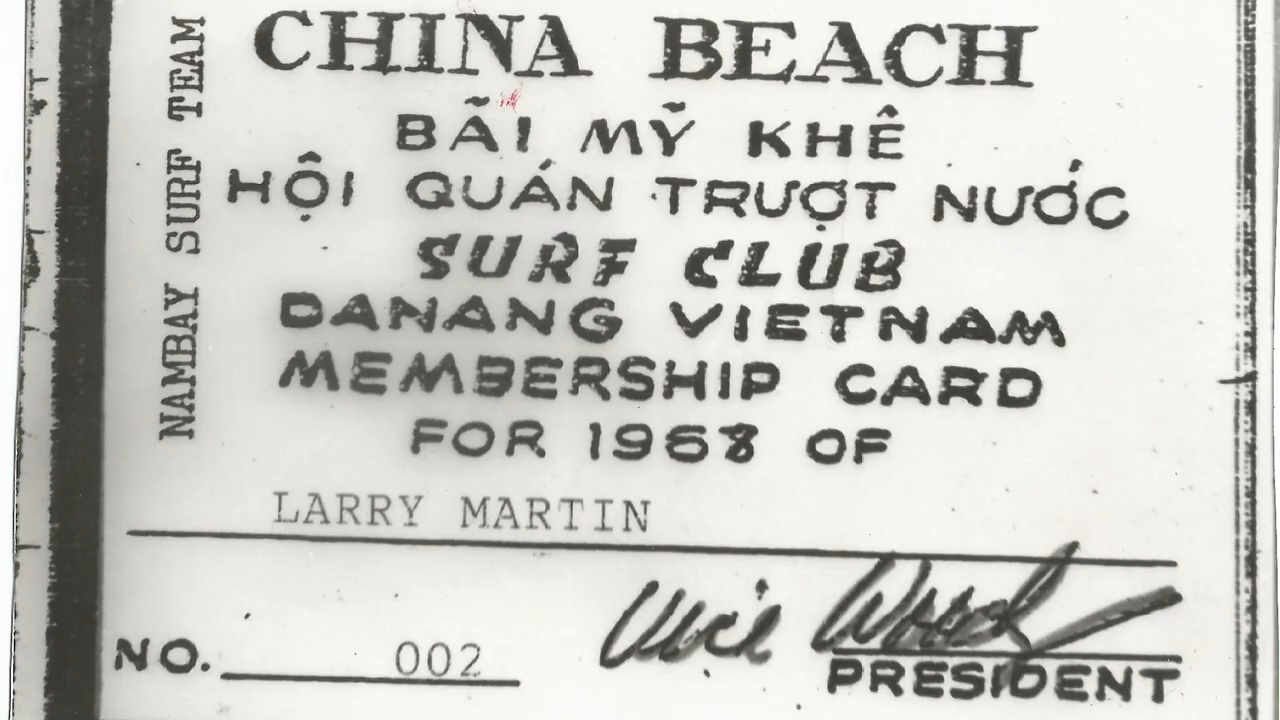 NAMBAY SURF TEAM
CHINA BEACH
BÃI MỸ KHÊ
HỘI QUÁN TRƯỢT NƯỚC
SURF CLUB
DANANG VIETNAM
MEMBERSHIP CARD
FOR 1968 OF
LARRY MARTIN
NO. 002
PRESIDENT